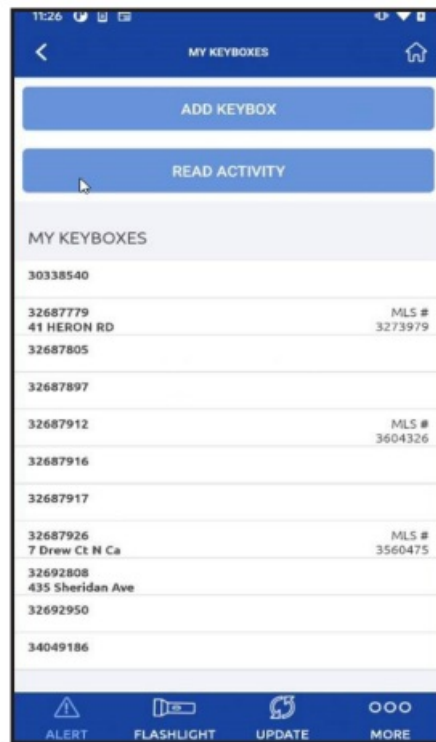 11:26
MY KEYBOXES
ADD KEYBOX
READ ACTIVITY
MY KEYBOXES
30338540
32687779 MLS #
41 HERON RD 3273979
32687805
32687897
32687912 MLS #
3604326
32687916
32687917
32687926 MLS #
7 Drew Ct N Ca 3560475
32692808
435 Sheridan Ave
32692950
34049186
ALERT FLASHLIGHT UPDATE MORE